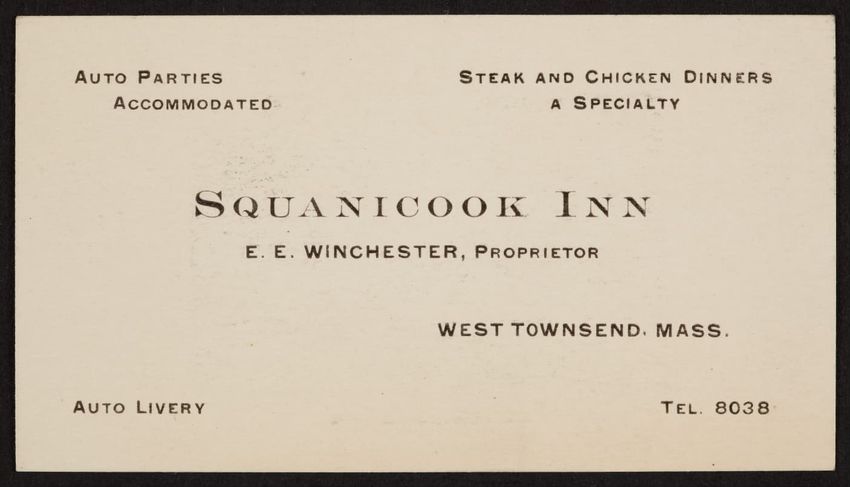 Auto Parties
Accommodated
Steak and Chicken Dinners
a Specialty
Squanicook Inn
E. E. WINCHESTER, Proprietor
WEST TOWNSEND, MASS.
Auto Livery
Tel. 8038